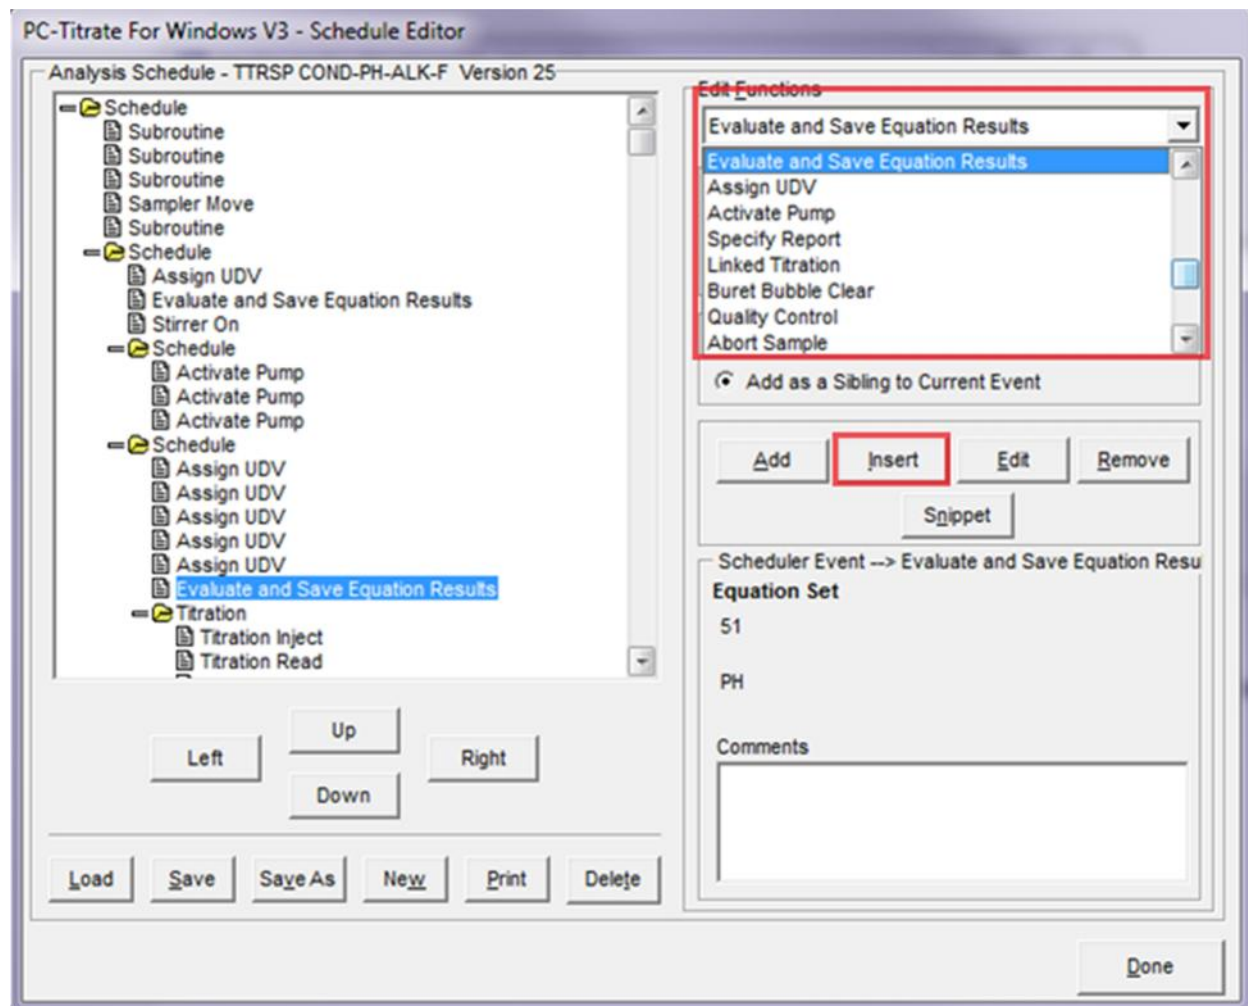 PC-Titrate For Windows V3 - Schedule Editor
Analysis Schedule - TTRSP COND-PH-ALK-F Version 25
Schedule
Subroutine
Subroutine
Subroutine
Sampler Move
Subroutine
Schedule
Assign UDV
Evaluate and Save Equation Results
Stirrer On
Schedule
Activate Pump
Activate Pump
Activate Pump
Schedule
Assign UDV
Assign UDV
Assign UDV
Assign UDV
Assign UDV
Evaluate and Save Equation Results
Titration
Titration Inject
Titration Read
Up
Left
Right
Down
Load
Save
Save As
New
Print
Delete
Edit Functions
Evaluate and Save Equation Results
Evaluate and Save Equation Results
Assign UDV
Activate Pump
Specify Report
Linked Titration
Buret Bubble Clear
Quality Control
Abort Sample
Add as a Sibling to Current Event
Add
Insert
Edit
Remove
Snippet
Scheduler Event --> Evaluate and Save Equation Resu
Equation Set
51
PH
Comments
Done